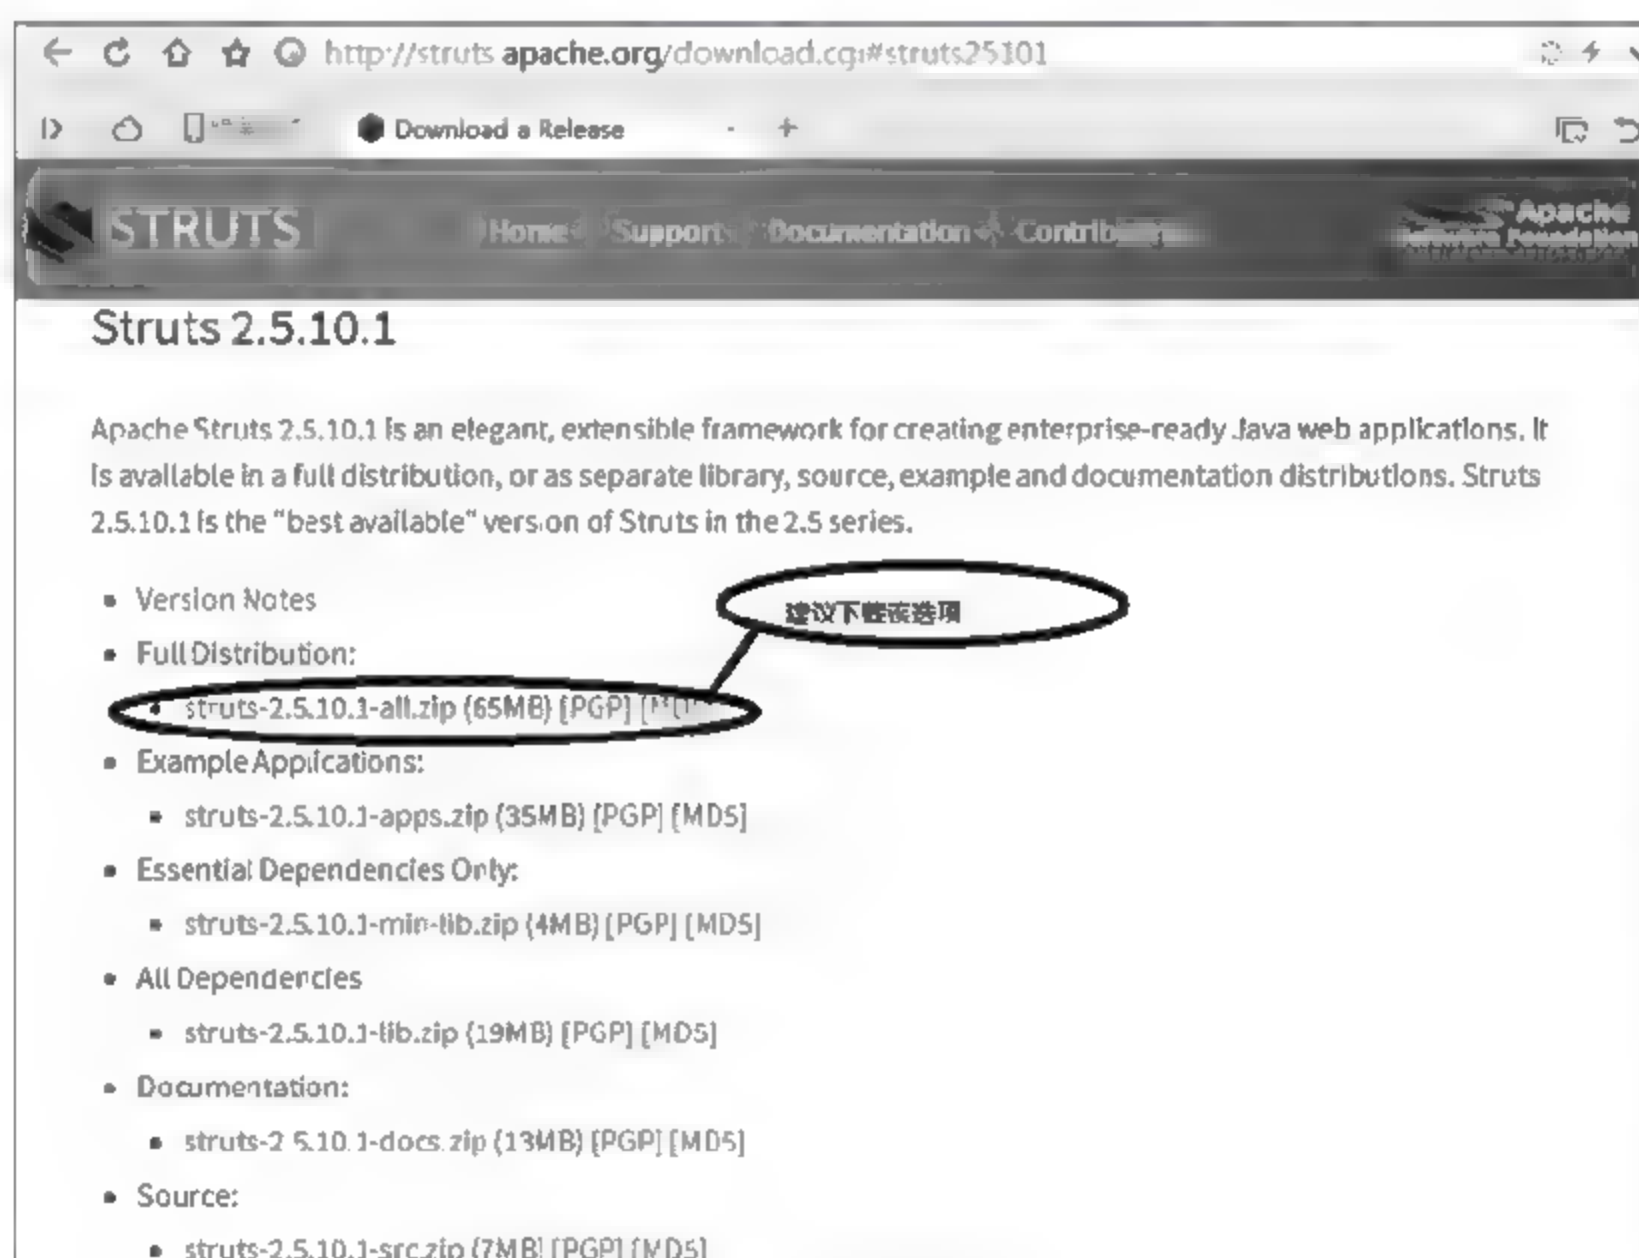 http://struts.apache.org/download.cgi#struts25101
Download a Release
STRUTS Home Support Documentation Apache
Struts 2.5.10.1
Apache Struts 2.5.10.1 is an elegant, extensible framework for creating enterprise-ready Java web applications. It
is available in a full distribution, or as separate library, source, example and documentation distributions. Struts
2.5.10.1 is the "best available" version of Struts in the 2.5 series.
Version Notes
建议下载该选项
Full Distribution:
struts-2.5.10.1-all.zip (65MB) [PGP]
Example Applications:
struts-2.5.10.1-apps.zip (35MB) [PGP] [MD5]
Essential Dependencies Only:
struts-2.5.10.1-min-lib.zip (4MB) [PGP] [MD5]
All Dependencies
struts-2.5.10.1-lib.zip (19MB) [PGP] [MD5]
Documentation:
struts-2.5.10.1-docs.zip (13MB) [PGP] [MD5]
Source:
struts-2.5.10.1-src.zip (7MB) [PGP] [MD5]